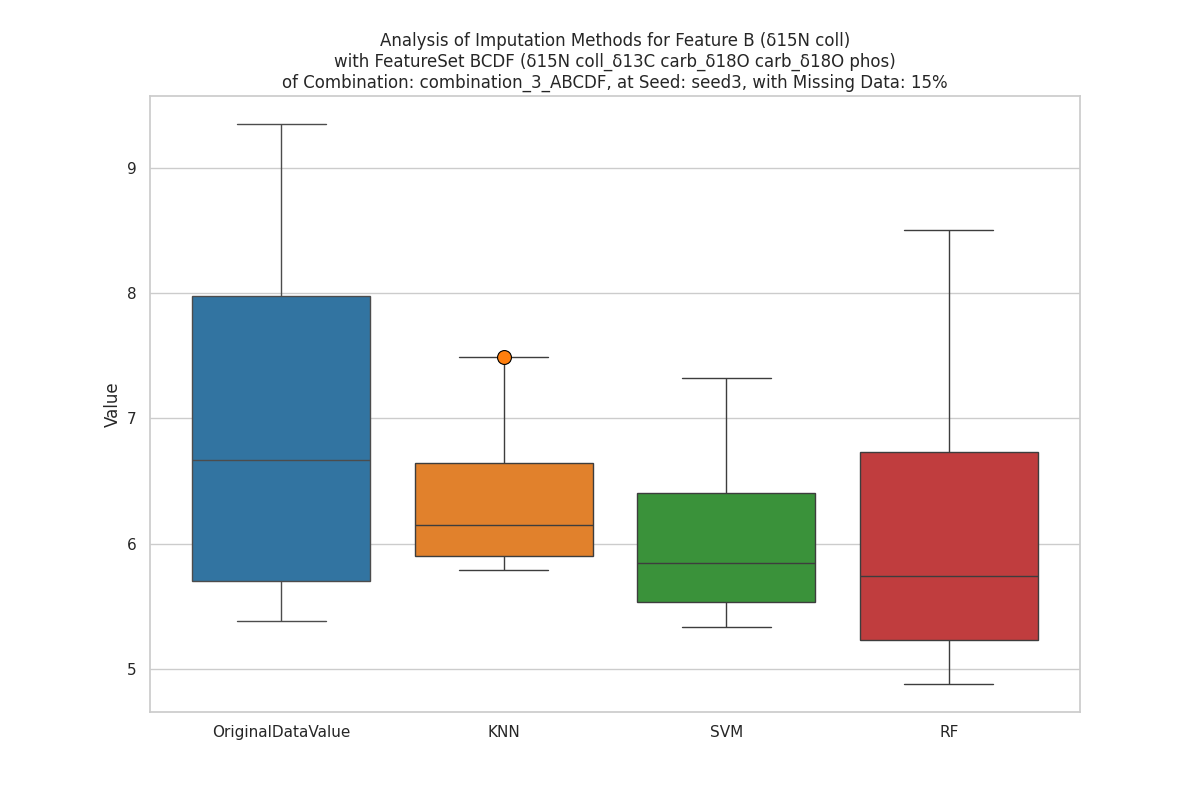 Analysis of Imputation Methods for Feature B (δ15N coll)
with FeatureSet BCDF (δ15N coll_δ13C carb_δ18O carb_δ18O phos)
of Combination: combination_3_ABCDF, at Seed: seed3, with Missing Data: 15%
9
8
7
6
5
Value
OriginalDataValue
KNN
SVM
RF